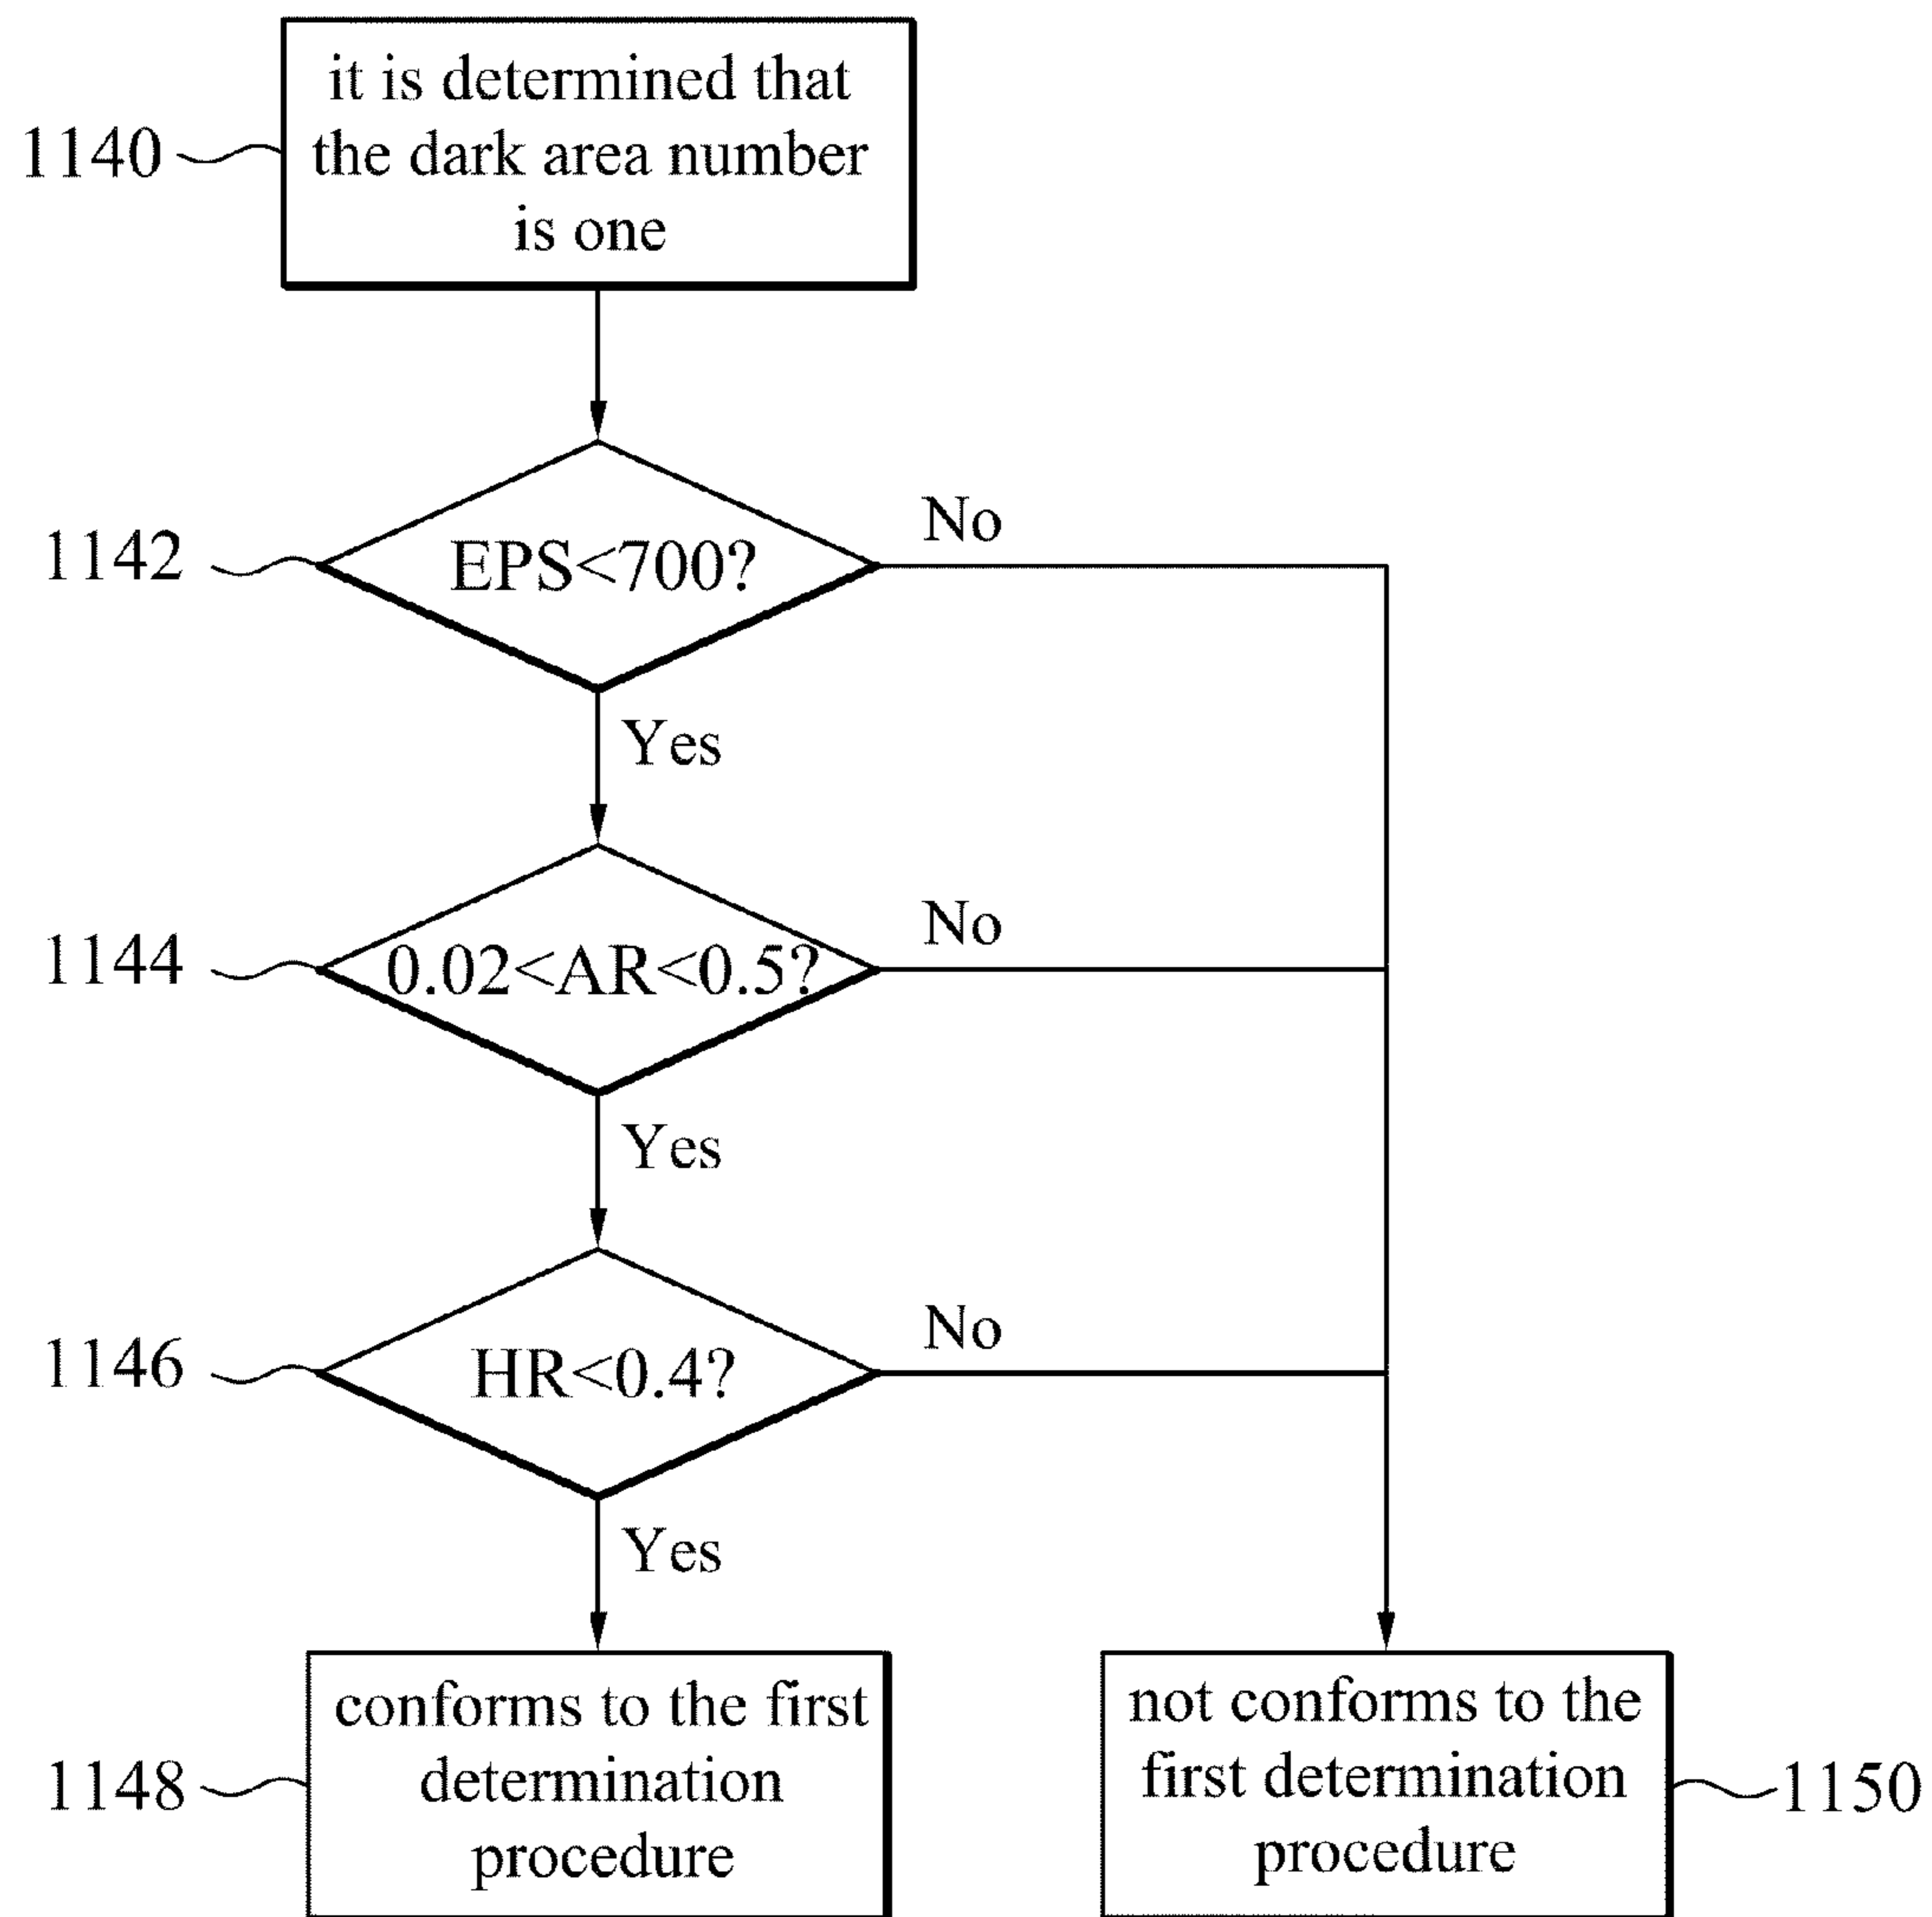 it is determined that
the dark area number
is one
1140
EPS<700?
1142
No
Yes
0.02<AR<0.5?
1144
No
Yes
HR<0.4?
1146
No
Yes
conforms to the first
determination
procedure
1148
not conforms to the
first determination
procedure
1150